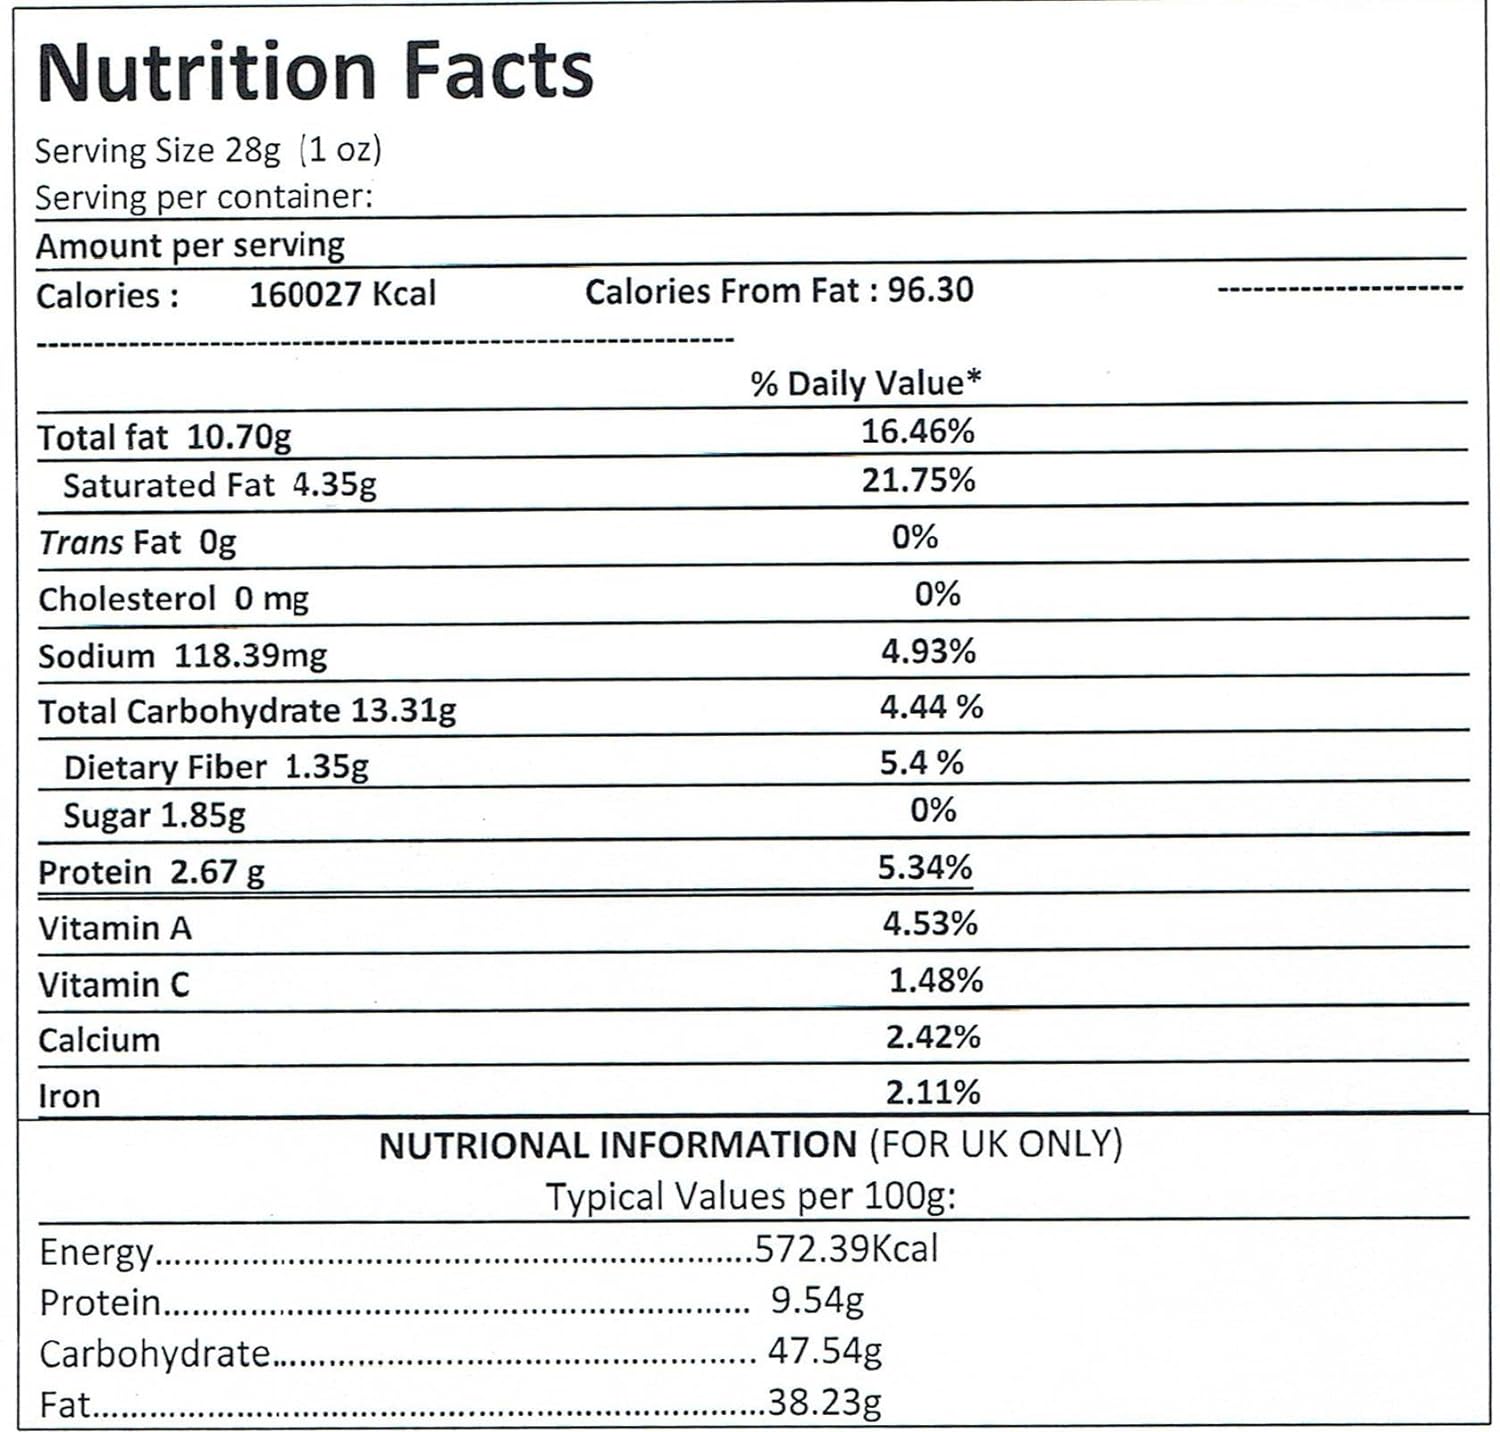 Nutrition Facts
Serving Size 28g (1 oz)
Serving per container:
Amount per serving
Calories : 160027 Kcal Calories From Fat : 96.30 ---------------------
------------------------------------------------------------
% Daily Value*
Total fat 10.70g 16.46%
Saturated Fat 4.35g 21.75%
Trans Fat 0g 0%
Cholesterol 0 mg 0%
Sodium 118.39mg 4.93%
Total Carbohydrate 13.31g 4.44 %
Dietary Fiber 1.35g 5.4 %
Sugar 1.85g 0%
Protein 2.67 g 5.34%
Vitamin A 4.53%
Vitamin C 1.48%
Calcium 2.42%
Iron 2.11%
NUTRIONAL INFORMATION (FOR UK ONLY)
Typical Values per 100g:
Energy................................................................572.39Kcal
Protein............................................................... 9.54g
Carbohydrate.................................................... 47.54g
Fat.......................................................................38.23g